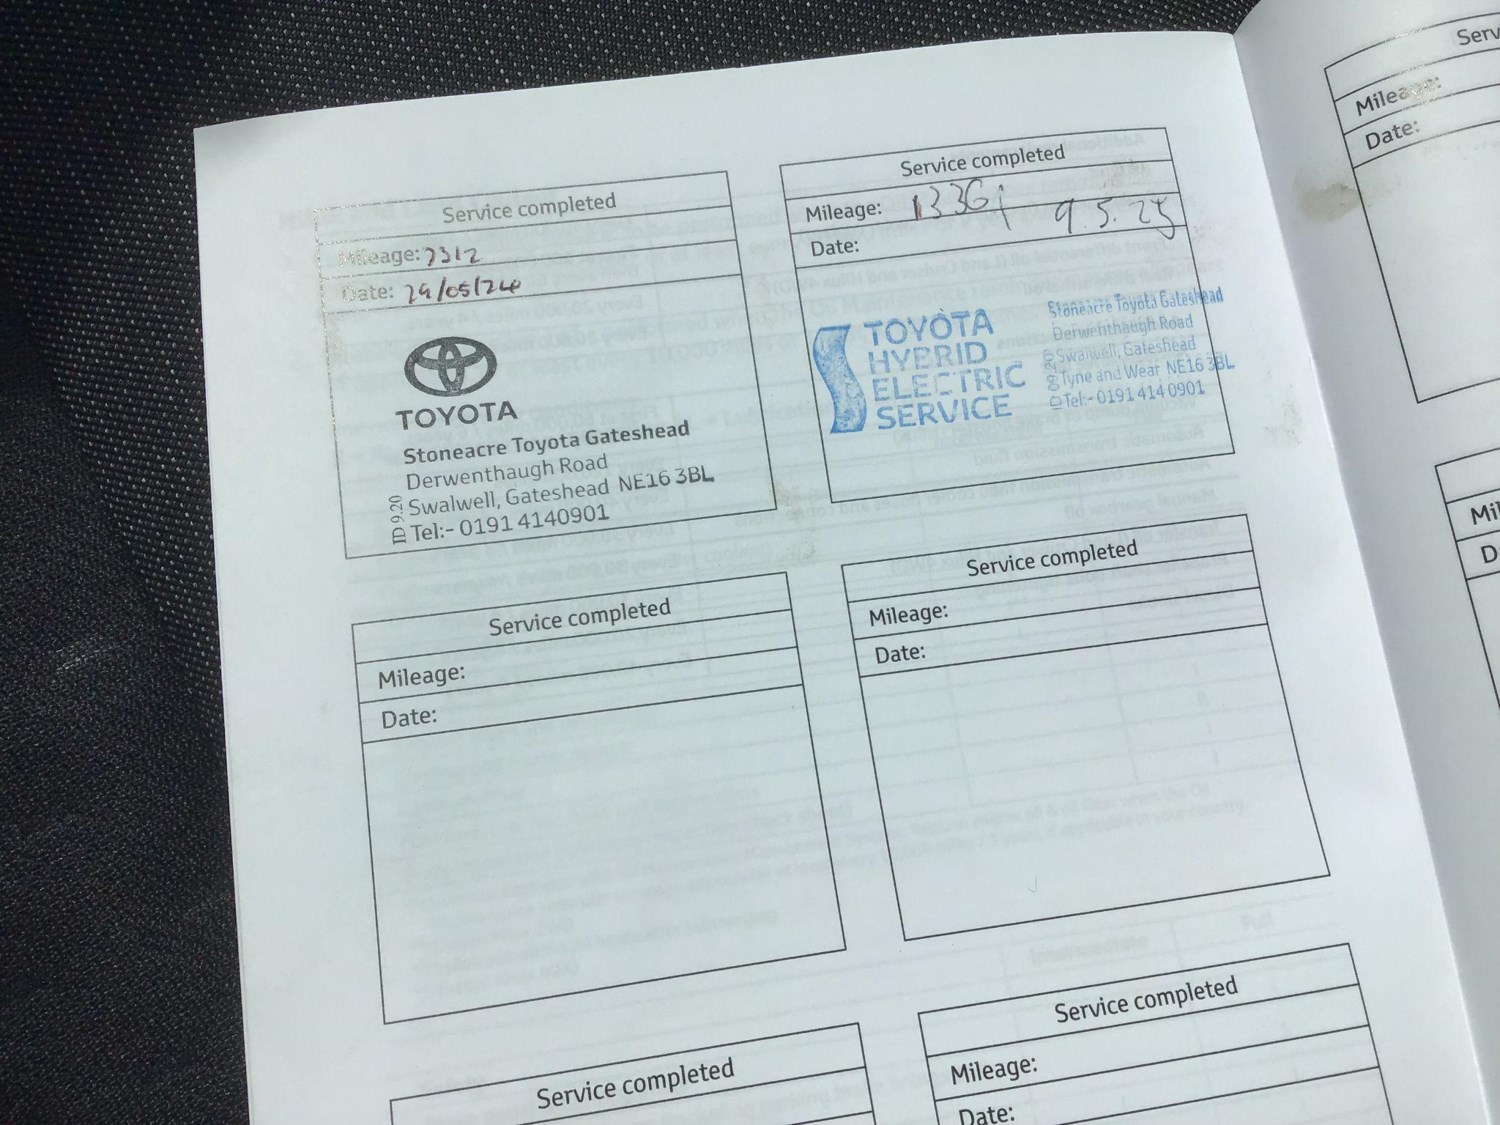 Service completed
Mileage: 7312
Date: 29/05/24
TOYOTA
Stoneacre Toyota Gateshead
Derwenthaugh Road
Swalwell, Gateshead NE16 3BL
Tel:- 0191 4140901
ID 920
Service completed
Mileage: 13361
9.5.25
Date:
TOYOTA
HYBRID
ELECTRIC
SERVICE
Stoneacre Toyota Gateshead
Derwenthaugh Road
Swalwell, Gateshead
Tyne and Wear NE16 3BL
Tel:- 0191 414 0901
Service completed
Mileage:
Date:
Service completed
Mileage:
Date:
Service completed
Service completed
Mileage:
Date:
Mileage:
Date: